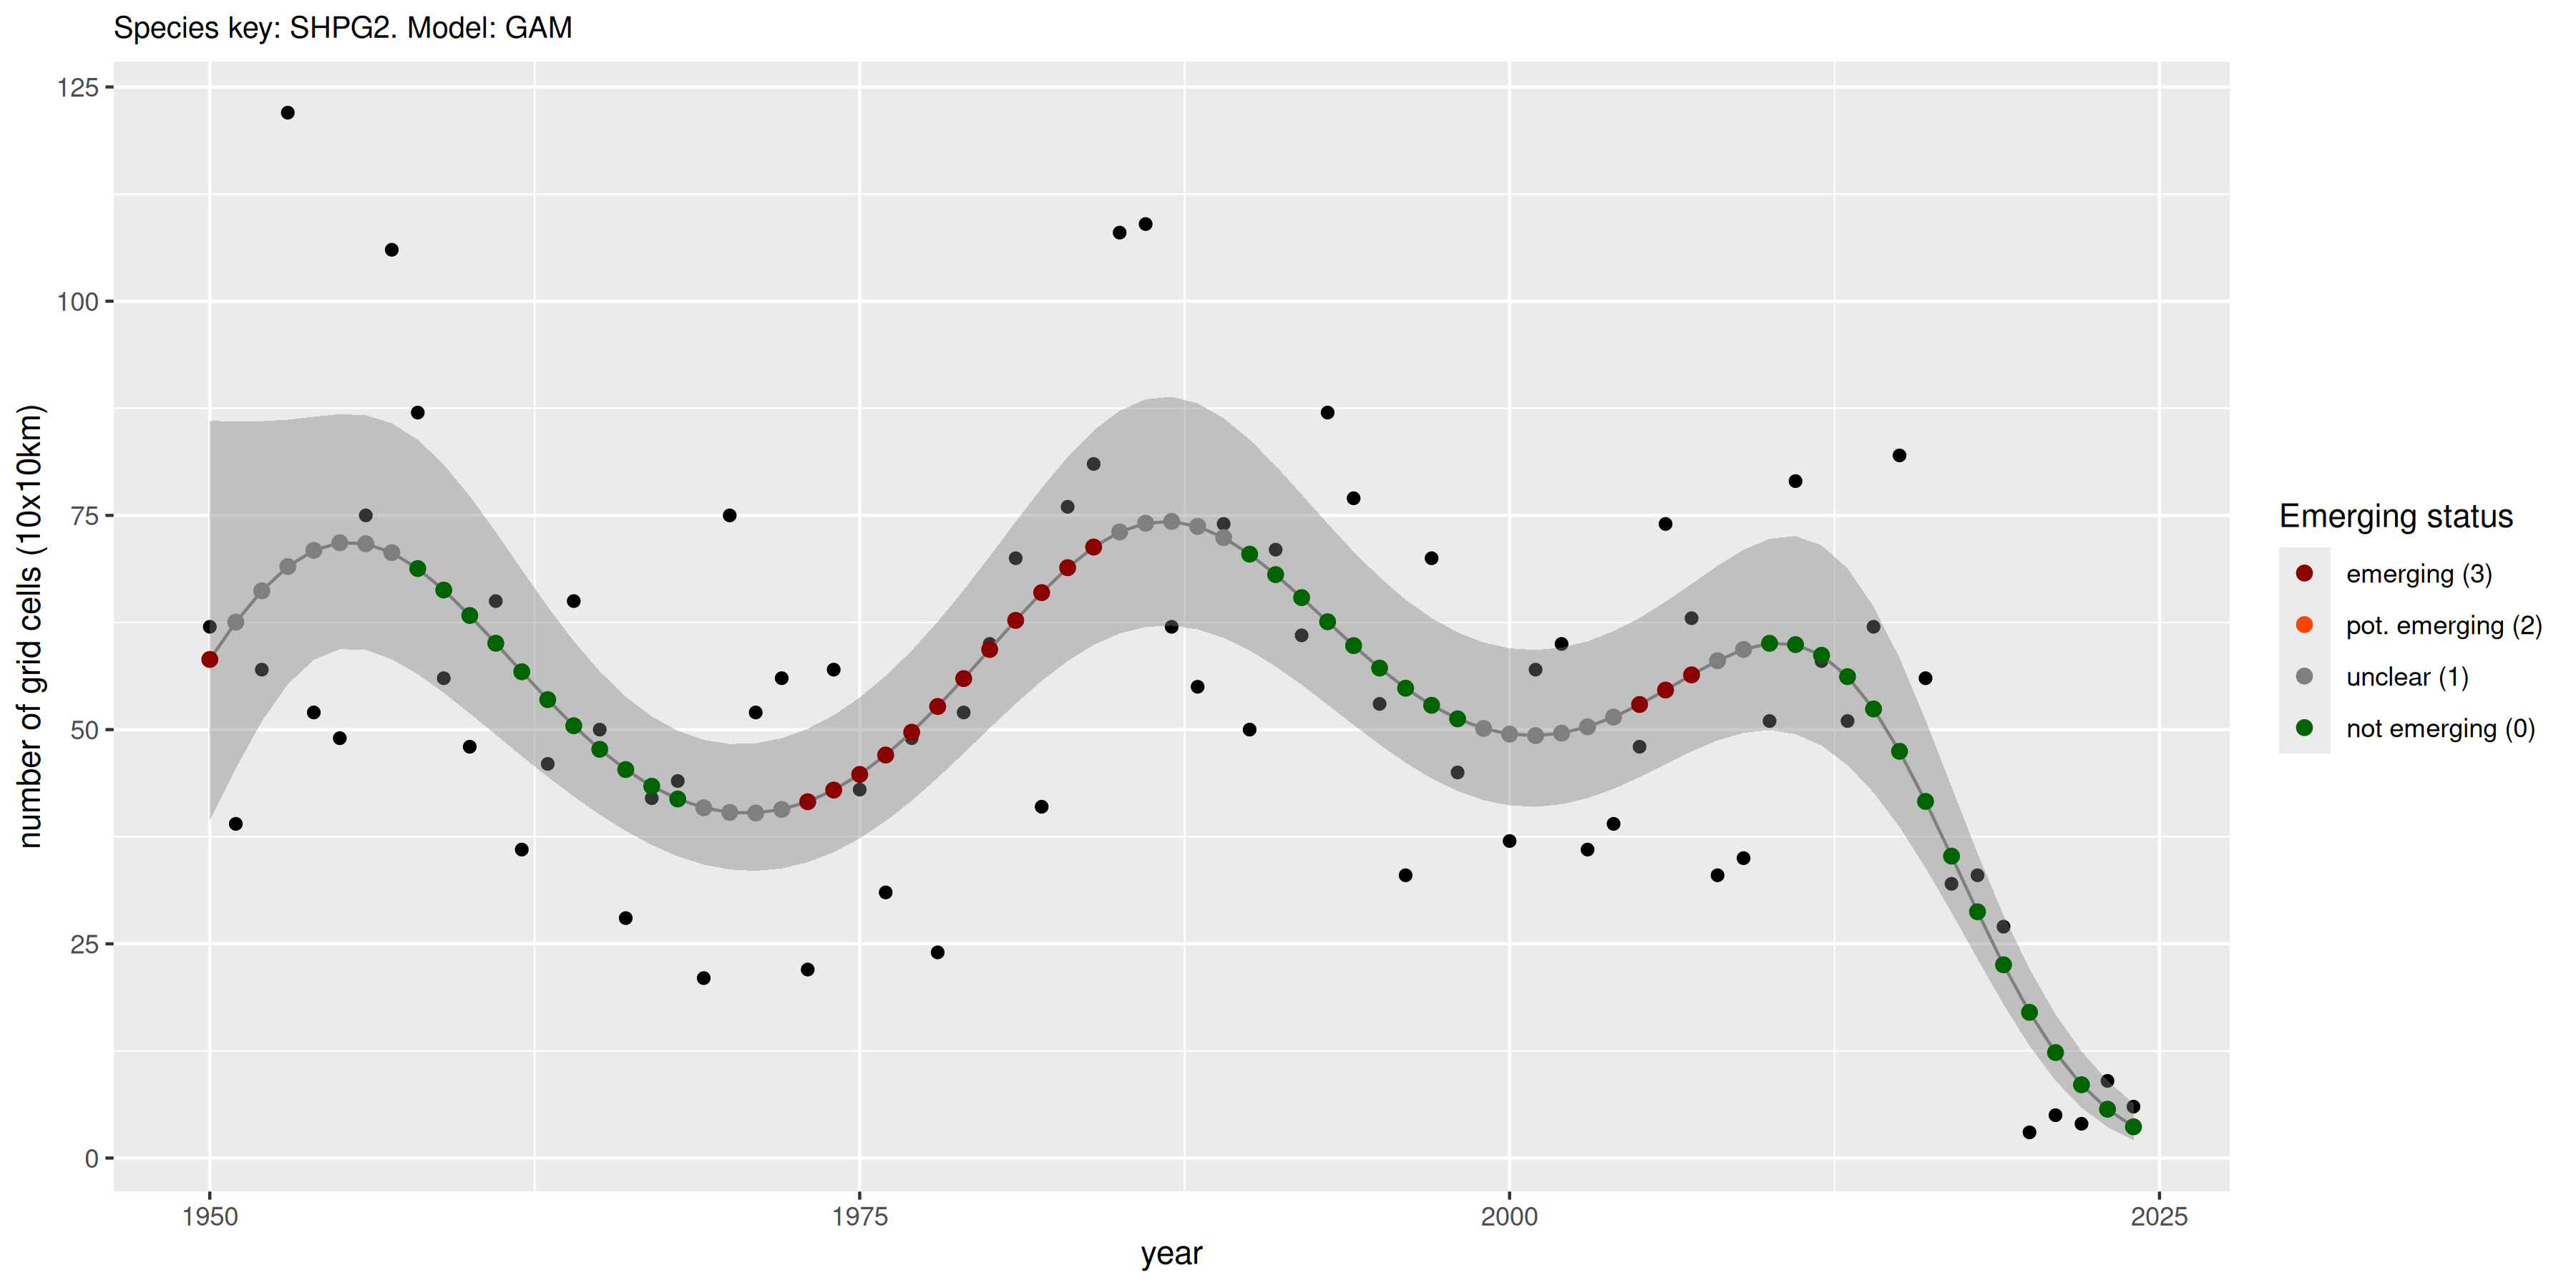 Species key: SHPG2. Model: GAM
125
100
75
50
25
0
number of grid cells (10x10km)
1950
1975
2000
2025
year
Emerging status
emerging (3)
pot. emerging (2)
unclear (1)
not emerging (0)